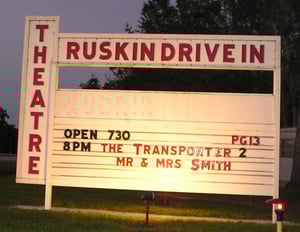 THEATRE
RUSKIN DRIVE IN
OPEN 730 PG13
8PM THE TRANSPORTER 2
MR & MRS SMITH